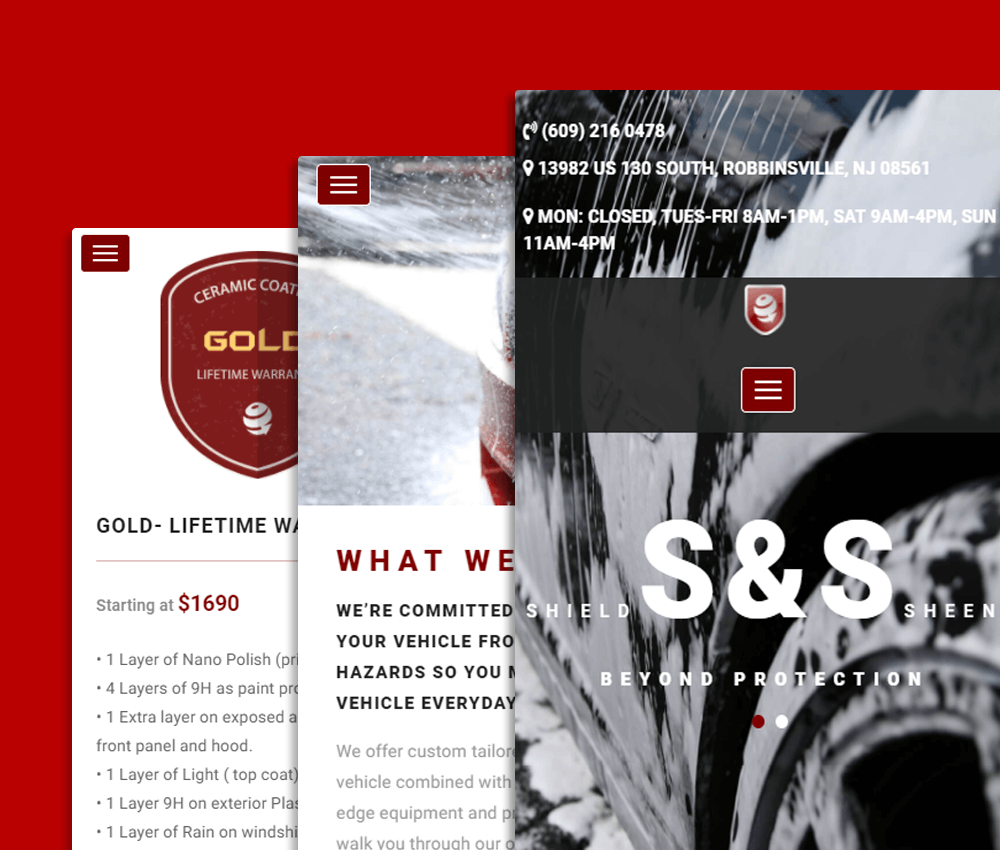 (609) 216 0478
13982 US 130 SOUTH, ROBBINSVILLE, NJ 08561
MON: CLOSED, TUES-FRI 8AM-1PM, SAT 9AM-4PM, SUN
11AM-4PM
SHIELD S&S SHEEN
BEYOND PROTECTION
WHAT WE
WE'RE COMMITTED
YOUR VEHICLE FRO
HAZARDS SO YOU
VEHICLE EVERYDAY
We offer custom tailore
vehicle combined with
edge equipment and pr
walk you through our o
CERAMIC COAT
GOLD
LIFETIME WARRAN
GOLD- LIFETIME WA
Starting at $1690
• 1 Layer of Nano Polish (pri
• 4 Layers of 9H as paint pro
• 1 Extra layer on exposed a
front panel and hood.
• 1 Layer of Light ( top coat)
• 1 Layer 9H on exterior Plas
• 1 Layer of Rain on windshi